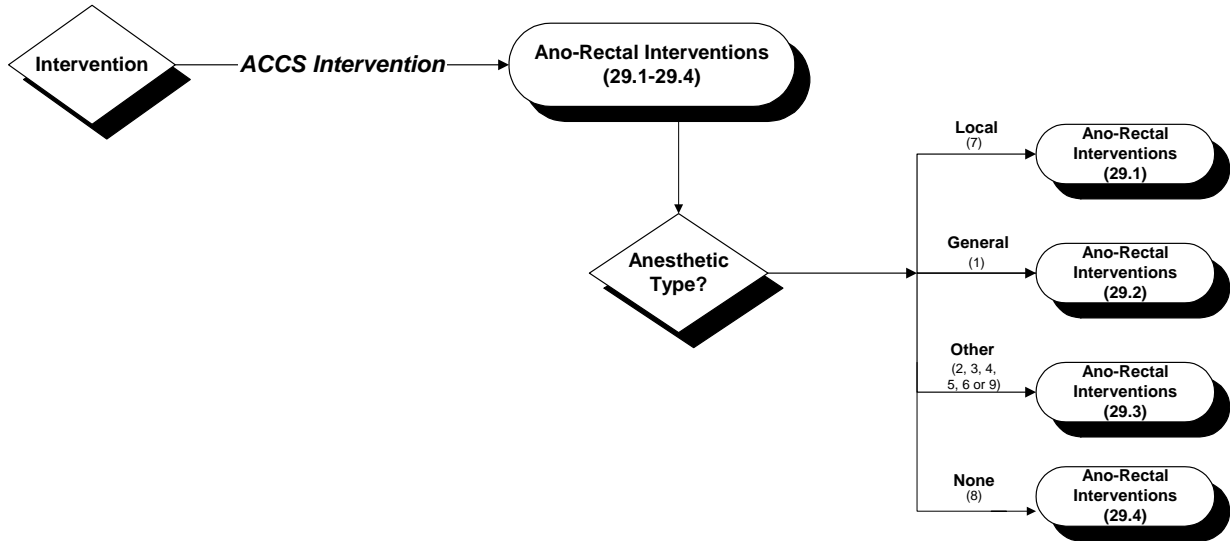 Intervention
ACCS Intervention
Ano-Rectal Interventions
(29.1-29.4)
Anesthetic
Type?
Local
(7)
Ano-Rectal
Interventions
(29.1)
General
(1)
Ano-Rectal
Interventions
(29.2)
Other
(2, 3, 4,
5, 6 or 9)
Ano-Rectal
Interventions
(29.3)
None
(8)
Ano-Rectal
Interventions
(29.4)